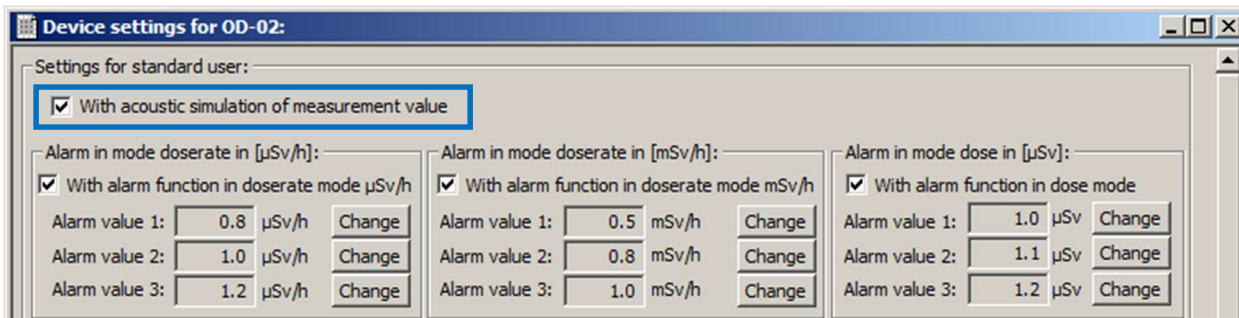 Device settings for OD-02:
Settings for standard user:
With acoustic simulation of measurement value
Alarm in mode doserate in [µSv/h]:
With alarm function in doserate mode µSv/h
Alarm value 1: 0.8 µSv/h Change
Alarm value 2: 1.0 µSv/h Change
Alarm value 3: 1.2 µSv/h Change
Alarm in mode doserate in [mSv/h]:
With alarm function in doserate mode mSv/h
Alarm value 1: 0.5 mSv/h Change
Alarm value 2: 0.8 mSv/h Change
Alarm value 3: 1.0 mSv/h Change
Alarm in mode dose in [µSv]:
With alarm function in dose mode
Alarm value 1: 1.0 µSv Change
Alarm value 2: 1.1 µSv Change
Alarm value 3: 1.2 µSv Change